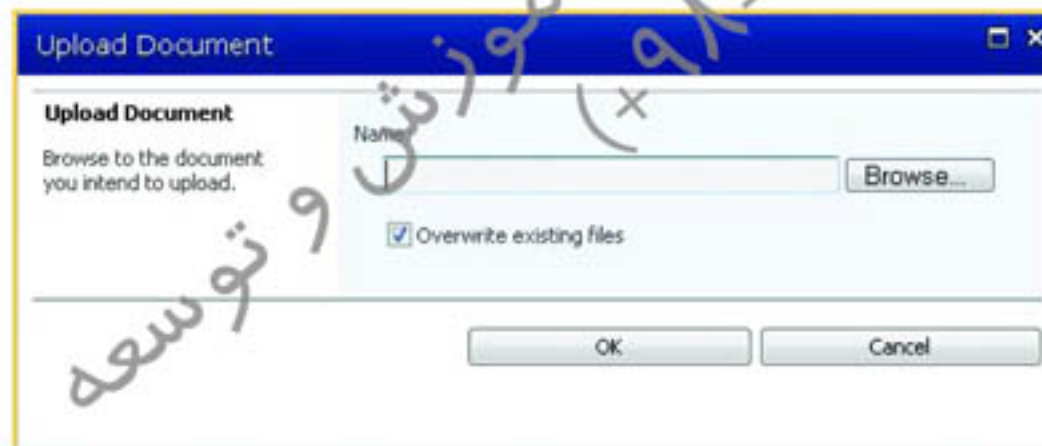 Upload Document
Upload Document
Browse to the document
you intend to upload.
Name:
Browse...
Overwrite existing files
OK
Cancel
و توسعه